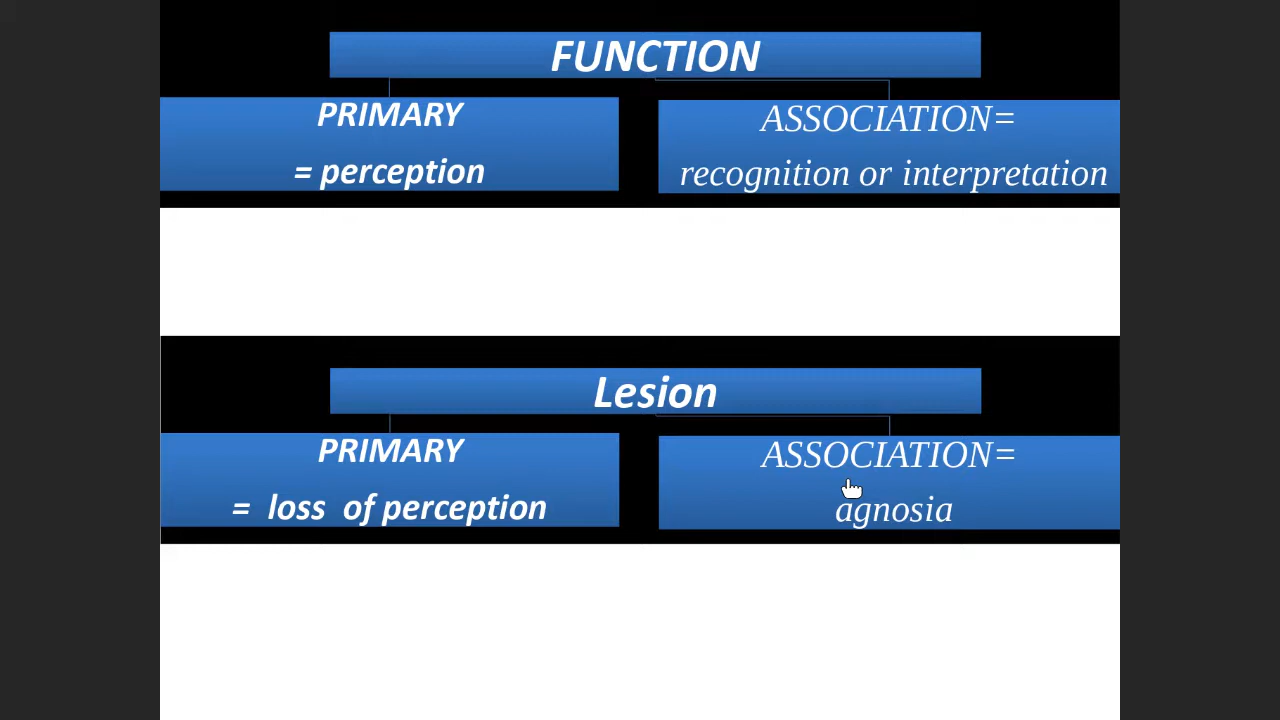 FUNCTION
PRIMARY
= perception
ASSOCIATION=
recognition or interpretation
Lesion
PRIMARY
= loss of perception
ASSOCIATION=
agnosia